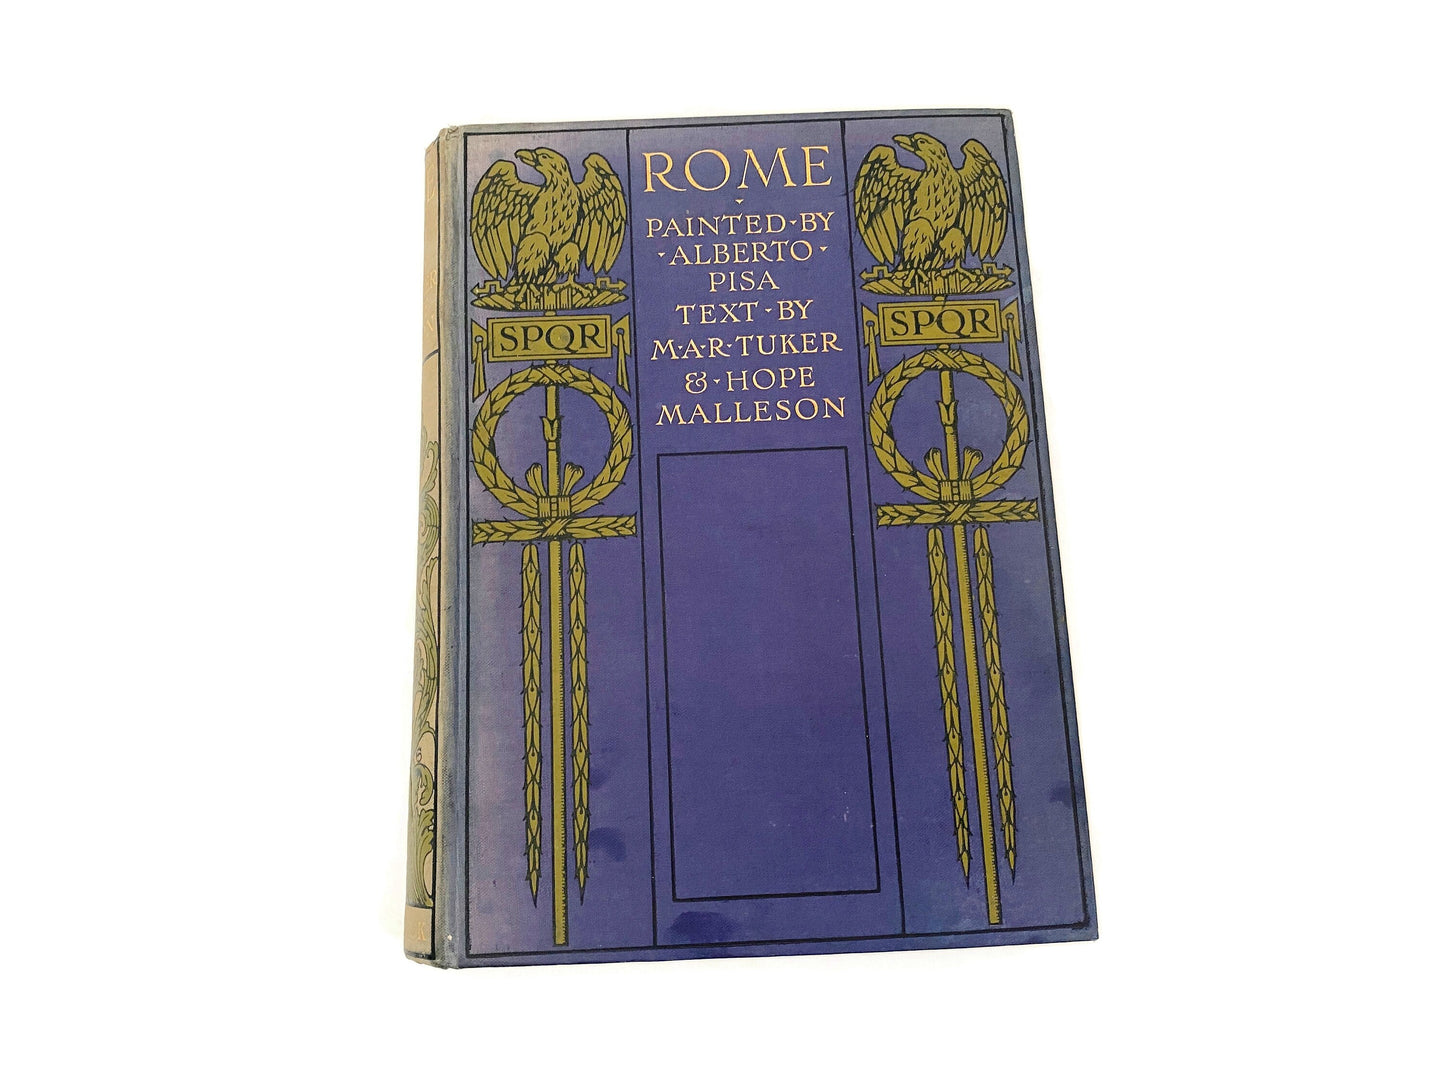 ROME
PAINTED·BY
·ALBERTO·
PISA
TEXT·BY
M·A·R·TUKER
&·HOPE
MALLESON
SPQR
SPQR